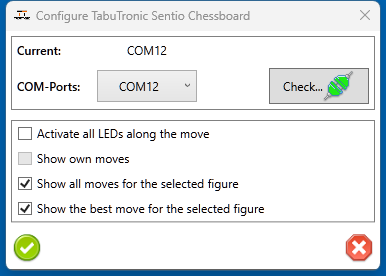 Configure TabuTronic Sentio Chessboard
Current: COM12
COM-Ports: COM12 Check...
Activate all LEDs along the move
Show own moves
Show all moves for the selected figure
Show the best move for the selected figure